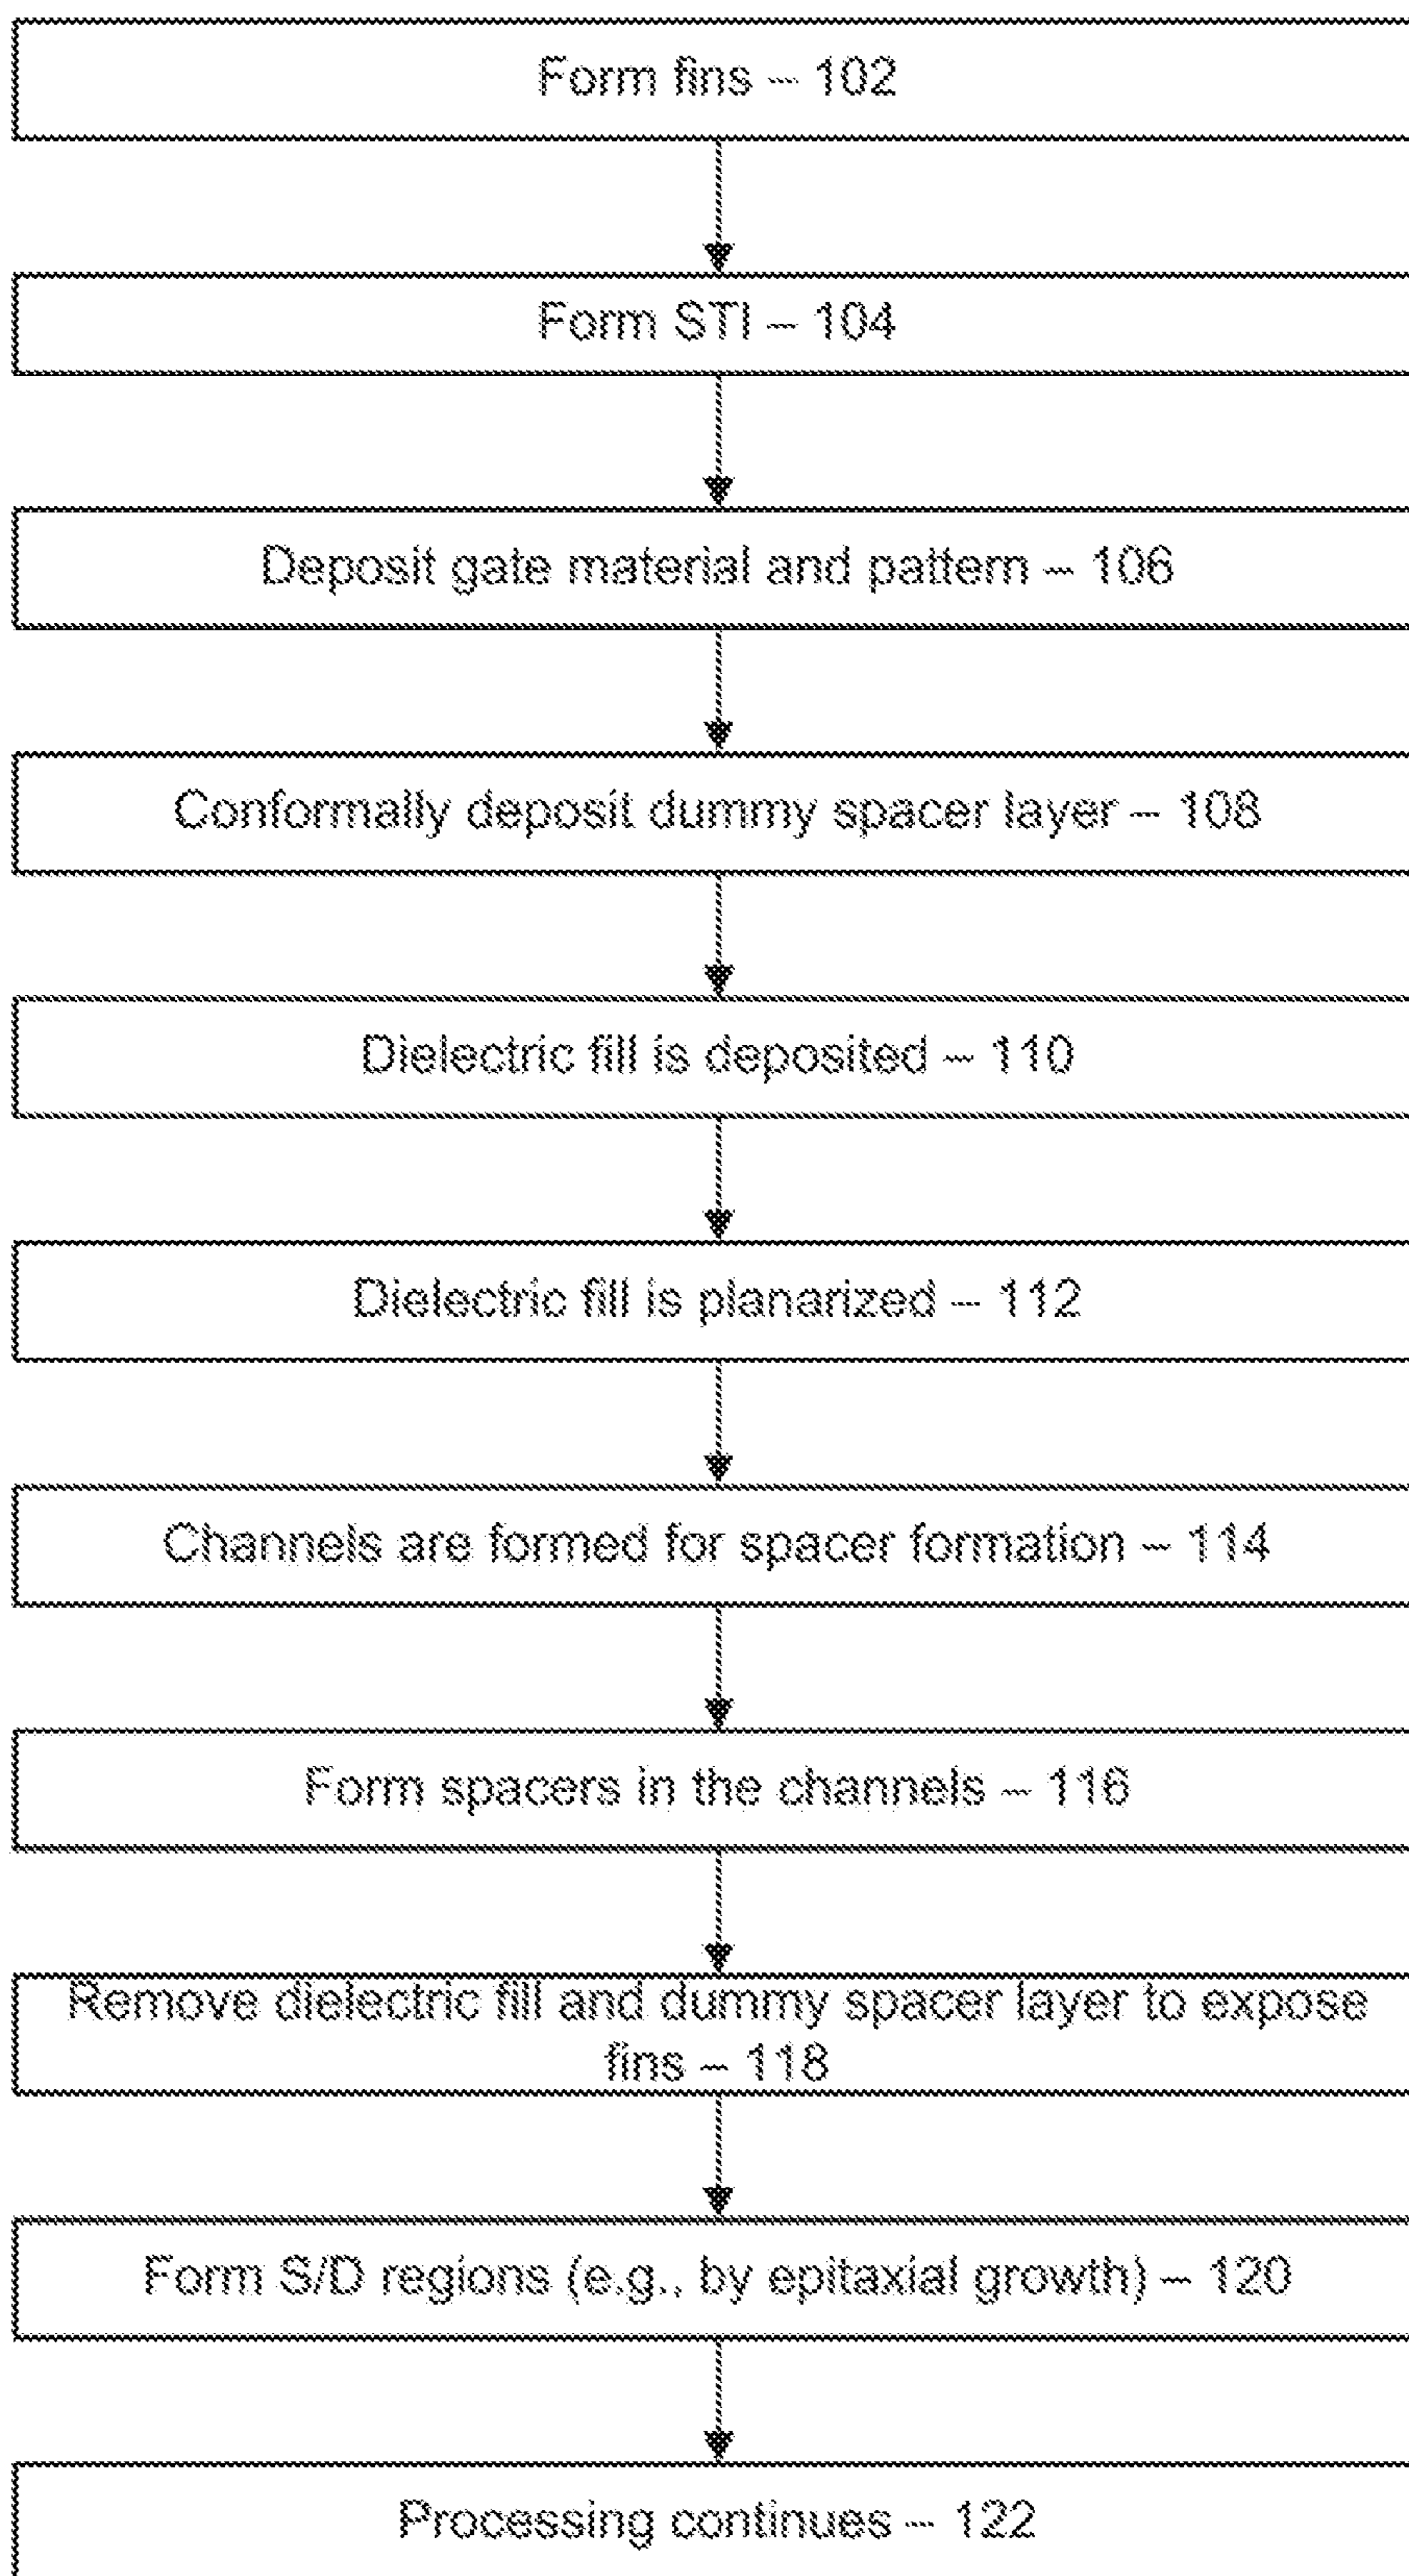 Form fins – 102
Form STI – 104
Deposit gate material and pattern – 106
Conformally deposit dummy spacer layer – 108
Dielectric fill is deposited – 110
Dielectric fill is planarized – 112
Channels are formed for spacer formation – 114
Form spacers in the channels – 116
Remove dielectric fill and dummy spacer layer to expose
fins – 118
Form S/D regions (e.g., by epitaxial growth) – 120
Processing continues – 122